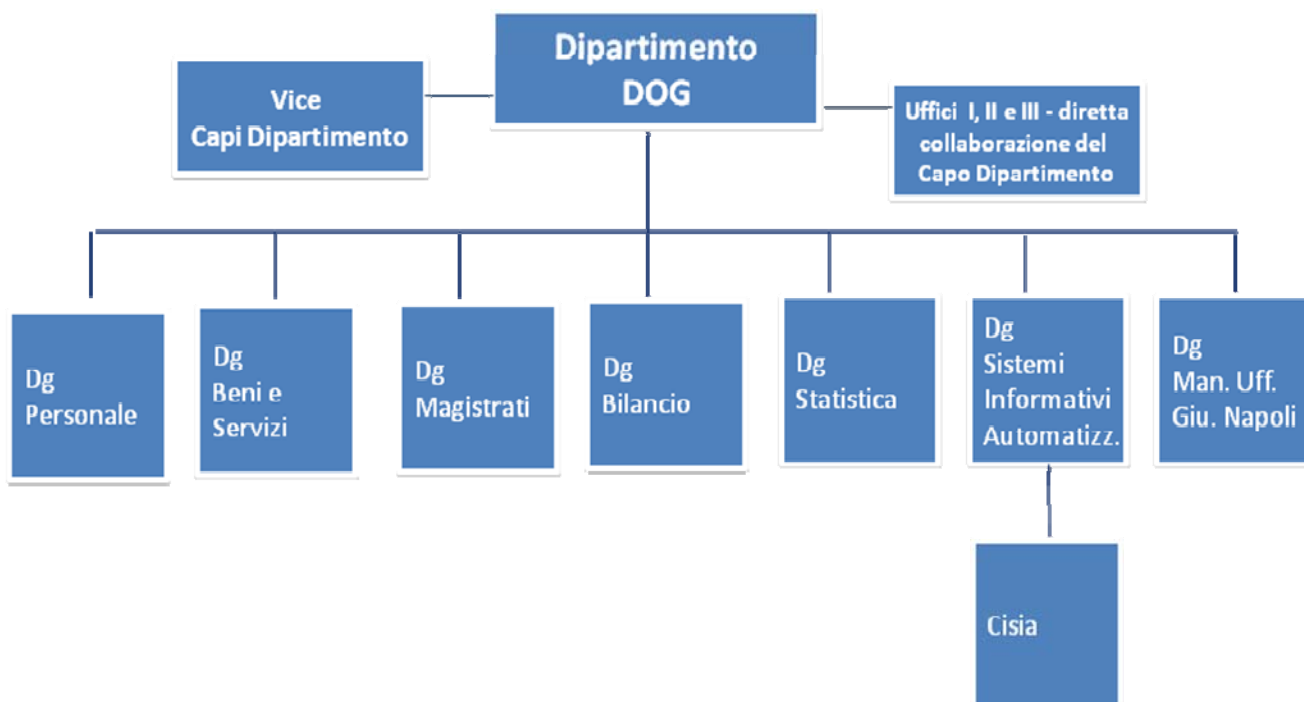 Dipartimento
DOG
Vice
Capi Dipartimento
Uffici I, II e III - diretta
collaborazione del
Capo Dipartimento
Dg
Personale
Dg
Beni e
Servizi
Dg
Magistrati
Dg
Bilancio
Dg
Statistica
Dg
Sistemi
Informativi
Automatizz.
Dg
Man. Uff.
Giu. Napoli
Cisia